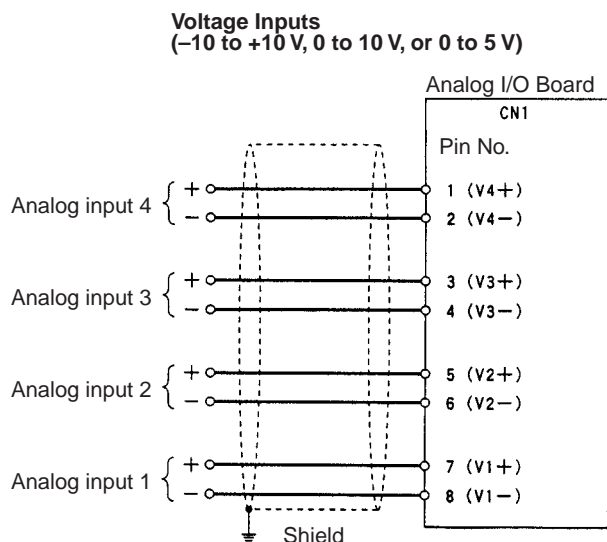 Voltage Inputs
(–10 to +10 V, 0 to 10 V, or 0 to 5 V)
Analog I/O Board
CN1
Pin No.
Analog input 4
+
1 (V4+)
–
2 (V4–)
Analog input 3
+
3 (V3+)
–
4 (V3–)
Analog input 2
+
5 (V2+)
–
6 (V2–)
Analog input 1
+
7 (V1+)
–
8 (V1–)
Shield